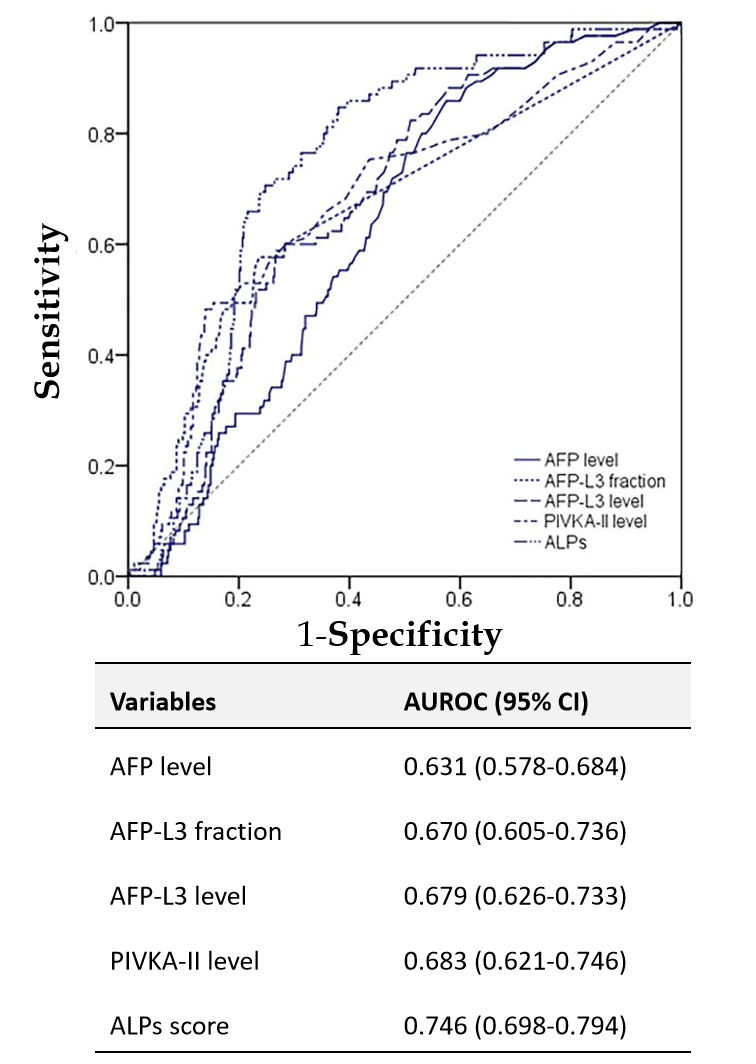 1.0
0.8
0.6
0.4
0.2
0.0
Sensitivity
AFP level
AFP-L3 fraction
AFP-L3 level
PIVKA-II level
ALPs
0.0 0.2 0.4 0.6 0.8 1.0
1-Specificity
Variables AUROC (95% CI)
AFP level 0.631 (0.578-0.684)
AFP-L3 fraction 0.670 (0.605-0.736)
AFP-L3 level 0.679 (0.626-0.733)
PIVKA-II level 0.683 (0.621-0.746)
ALPs score 0.746 (0.698-0.794)